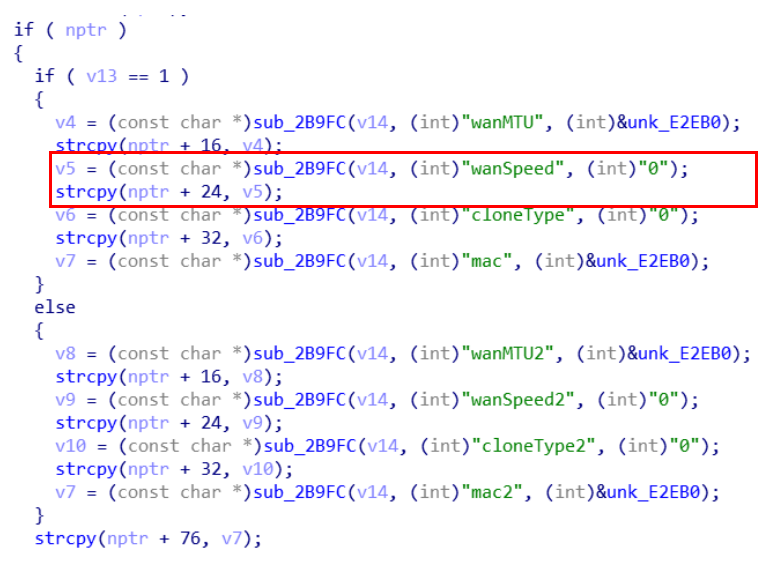 if ( nptr )
{
  if ( v13 == 1 )
  {
    v4 = (const char *)sub_2B9FC(v14, (int)"wanMTU", (int)&unk_E2EB0);
    strcpy(nptr + 16, v4);
    v5 = (const char *)sub_2B9FC(v14, (int)"wanSpeed", (int)"0");
    strcpy(nptr + 24, v5);
    v6 = (const char *)sub_2B9FC(v14, (int)"cloneType", (int)"0");
    strcpy(nptr + 32, v6);
    v7 = (const char *)sub_2B9FC(v14, (int)"mac", (int)&unk_E2EB0);
  }
  else
  {
    v8 = (const char *)sub_2B9FC(v14, (int)"wanMTU2", (int)&unk_E2EB0);
    strcpy(nptr + 16, v8);
    v9 = (const char *)sub_2B9FC(v14, (int)"wanSpeed2", (int)"0");
    strcpy(nptr + 24, v9);
    v10 = (const char *)sub_2B9FC(v14, (int)"cloneType2", (int)"0");
    strcpy(nptr + 32, v10);
    v7 = (const char *)sub_2B9FC(v14, (int)"mac2", (int)&unk_E2EB0);
  }
  strcpy(nptr + 76, v7);